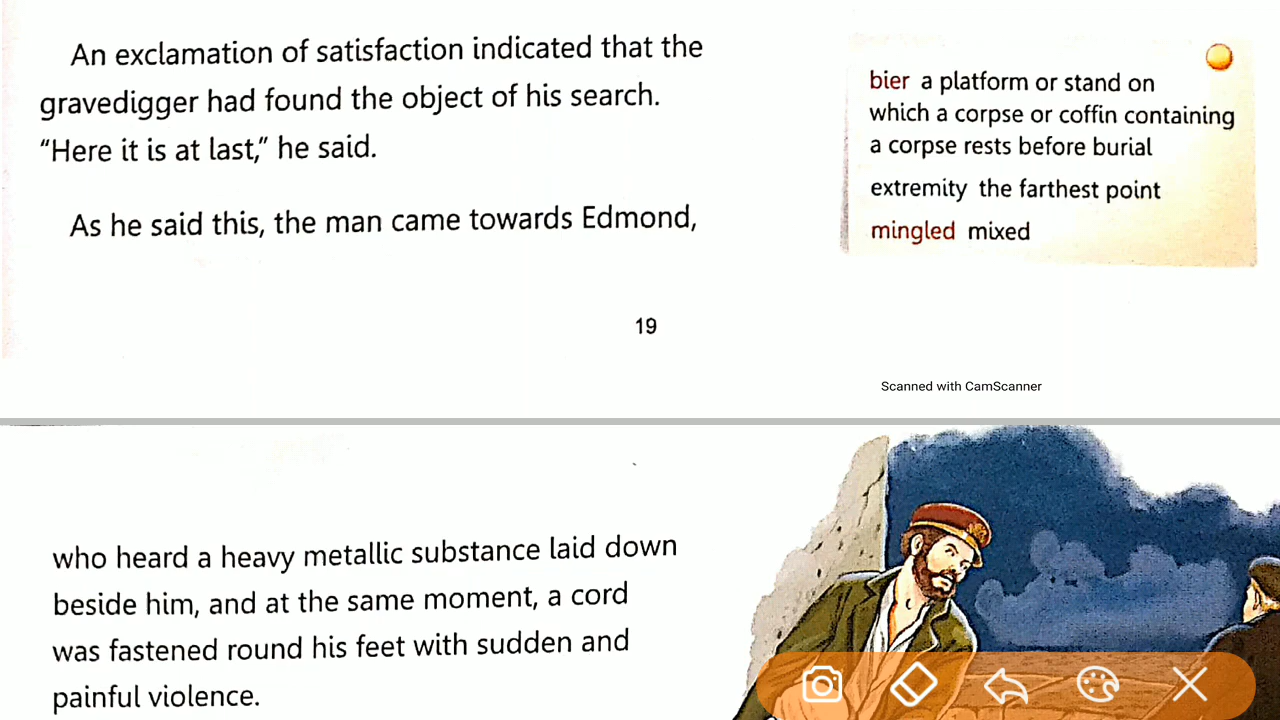 An exclamation of satisfaction indicated that the
gravedigger had found the object of his search.
“Here it is at last,” he said.
As he said this, the man came towards Edmond,
bier a platform or stand on
which a corpse or coffin containing
a corpse rests before burial
extremity the farthest point
mingled mixed
19
Scanned with CamScanner
who heard a heavy metallic substance laid down
beside him, and at the same moment, a cord
was fastened round his feet with sudden and
painful violence.